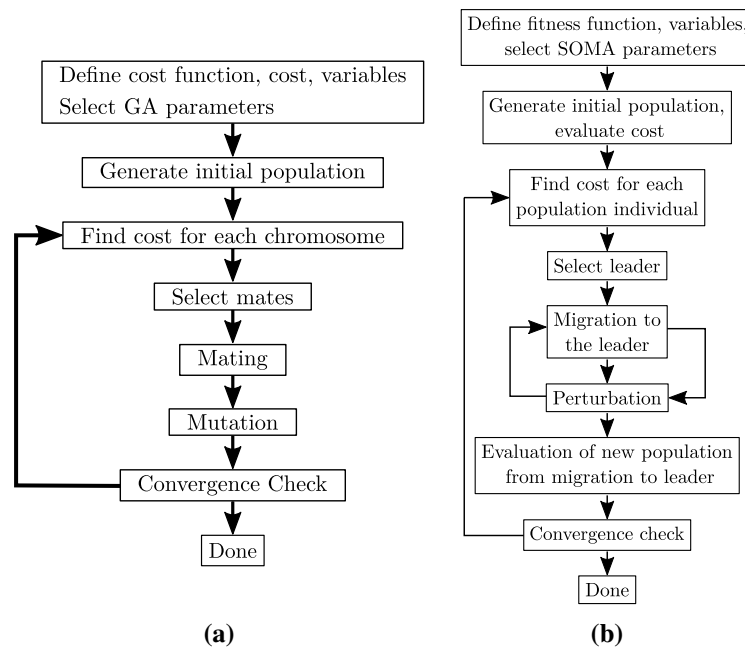 Define cost function, cost, variables
Select GA parameters
Generate initial population
Find cost for each chromosome
Select mates
Mating
Mutation
Convergence Check
Done
(a)
Define fitness function, variables,
select SOMA parameters
Generate initial population,
evaluate cost
Find cost for each
population individual
Select leader
Migration to
the leader
Perturbation
Evaluation of new population
from migration to leader
Convergence check
Done
(b)